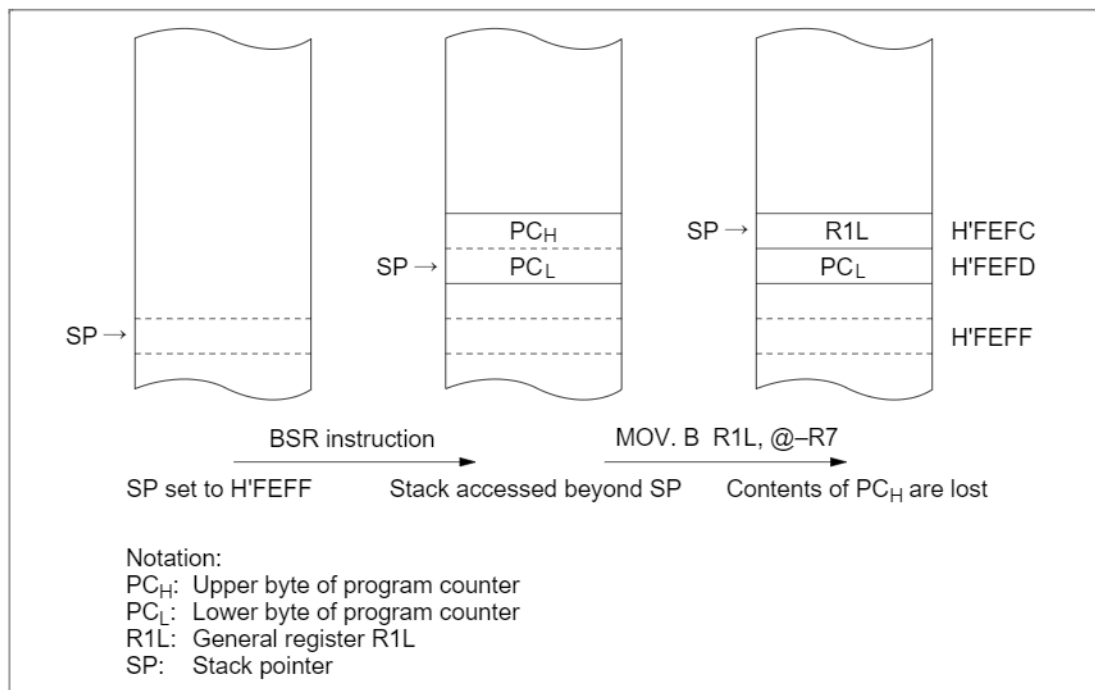 PCH
SP → R1L H'FEFC
SP → PCL PCL H'FEFD
SP → H'FEFF
BSR instruction MOV. B R1L, @–R7
SP set to H'FEFF Stack accessed beyond SP Contents of PCH are lost
Notation:
PCH: Upper byte of program counter
PCL: Lower byte of program counter
R1L: General register R1L
SP: Stack pointer